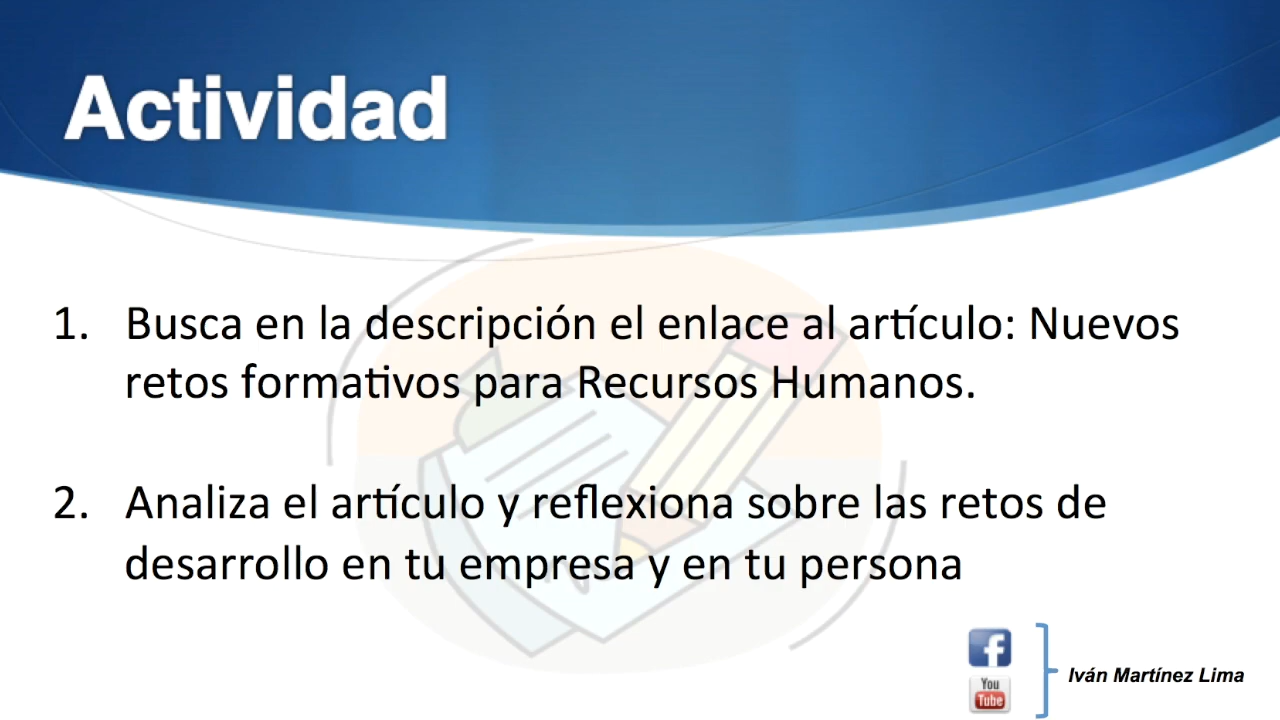 Actividad
1. Busca en la descripción el enlace al artículo: Nuevos
retos formativos para Recursos Humanos.
2. Analiza el artículo y reflexiona sobre las retos de
desarrollo en tu empresa y en tu persona
You
Tube
Iván Martínez Lima